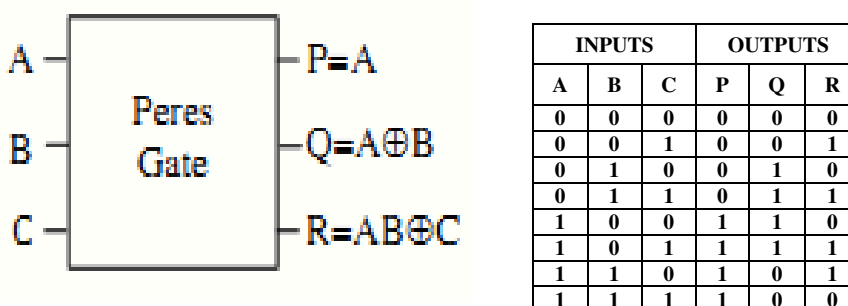 A
P=A
Peres
Gate
B
Q=A⊕B
C
R=AB⊕C
INPUTS OUTPUTS
A B C P Q R
0 0 0 0 0 0
0 0 1 0 0 1
0 1 0 0 1 0
0 1 1 0 1 1
1 0 0 1 1 0
1 0 1 1 1 1
1 1 0 1 0 1
1 1 1 1 0 0